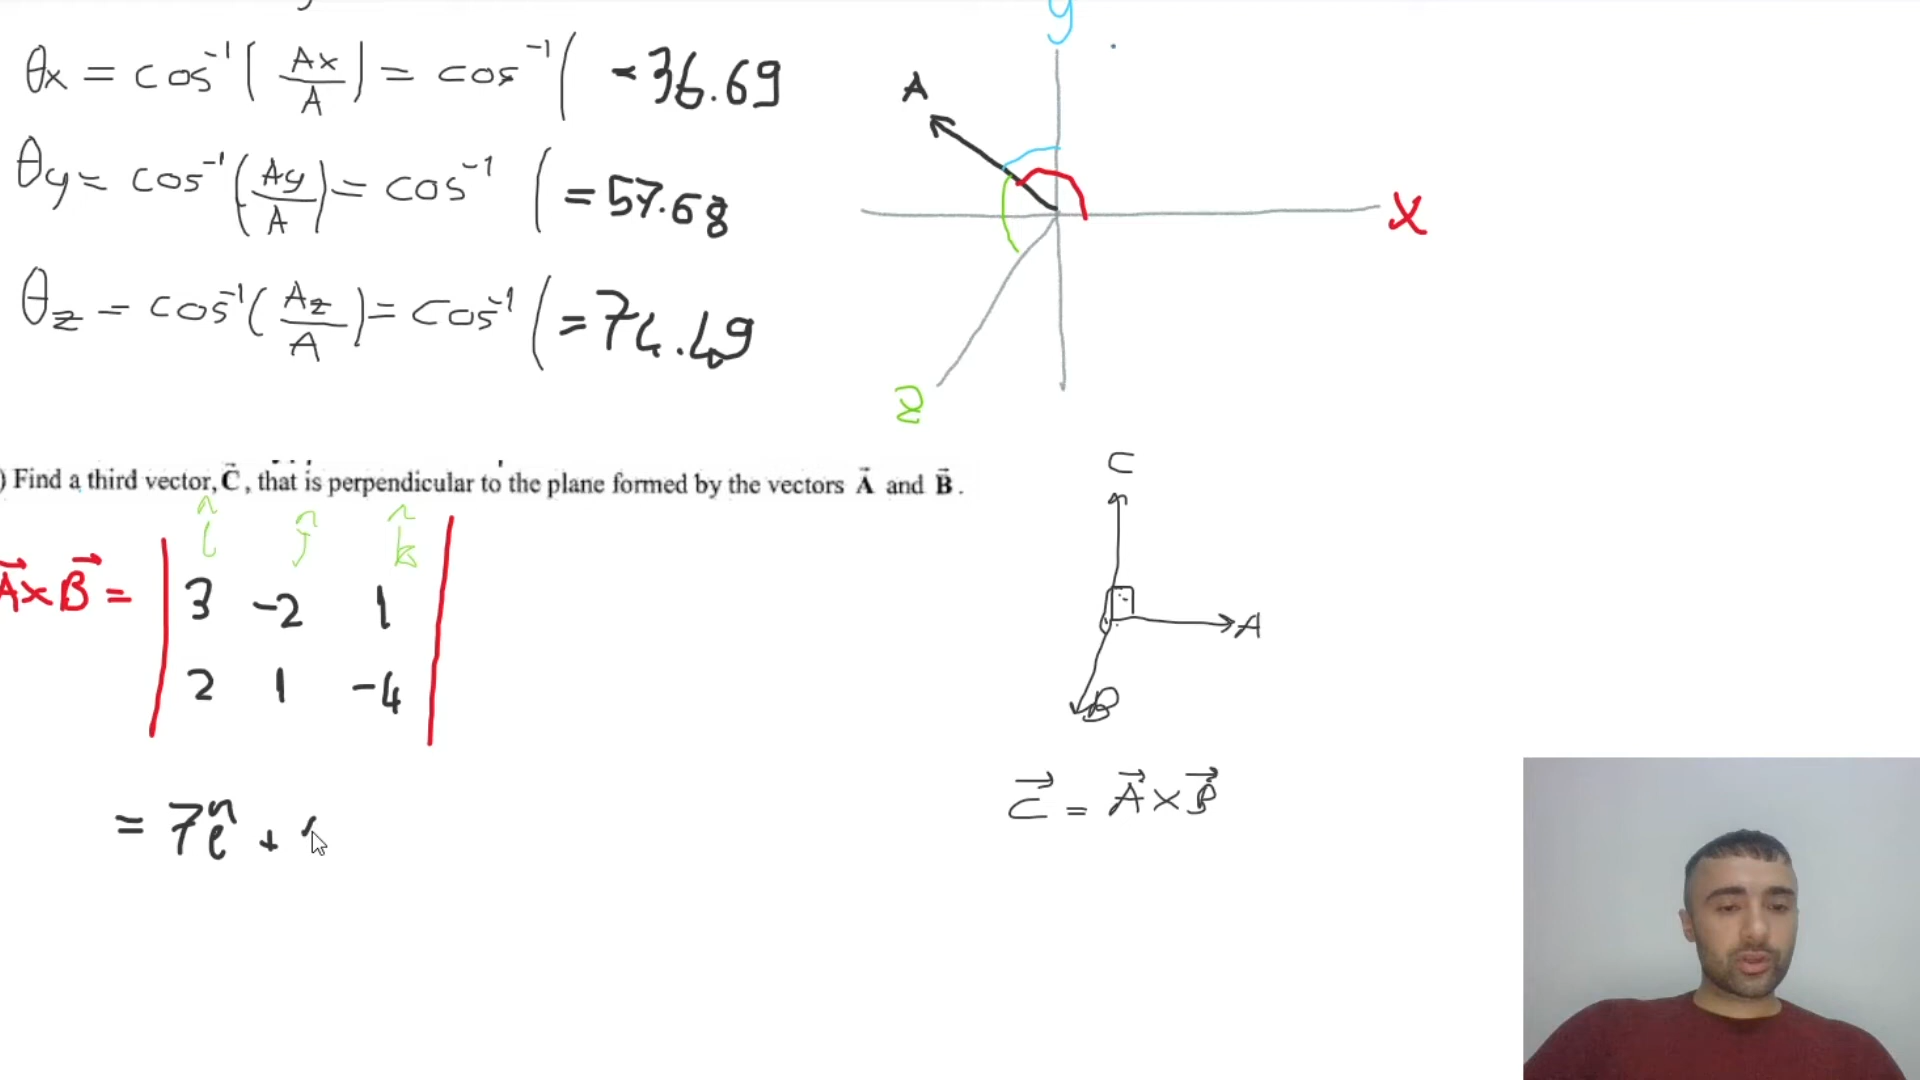 θx = cos⁻¹( Ax/A ) = cos⁻¹( -36.69
θy = cos⁻¹( Ay/A ) = cos⁻¹( = 57.68
θz = cos⁻¹( Az/A ) = cos⁻¹( = 74.49
y
A
x
z
) Find a third vector, C⃗, that is perpendicular to the plane formed by the vectors A⃗ and B⃗.
î ĵ k̂
A⃗xB⃗ = | 3 -2 1 |
2 1 -4
= 7î +
C
A
B
C⃗ = A⃗ x B⃗